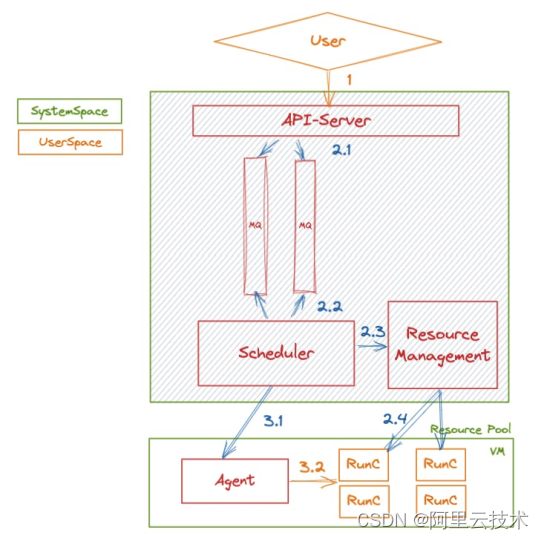 User
1
SystemSpace
UserSpace
API-Server
2.1
MQ
MQ
2.2
Scheduler
2.3
Resource
Management
3.1
2.4
Resource Pool
VM
Agent
3.2
RunC
RunC
RunC
RunC
CSDN @阿里云技术